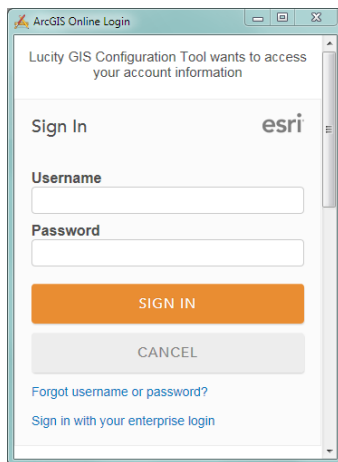 ArcGIS Online Login
Lucity GIS Configuration Tool wants to access
your account information
Sign In
esri
Username
Password
SIGN IN
CANCEL
Forgot username or password?
Sign in with your enterprise login